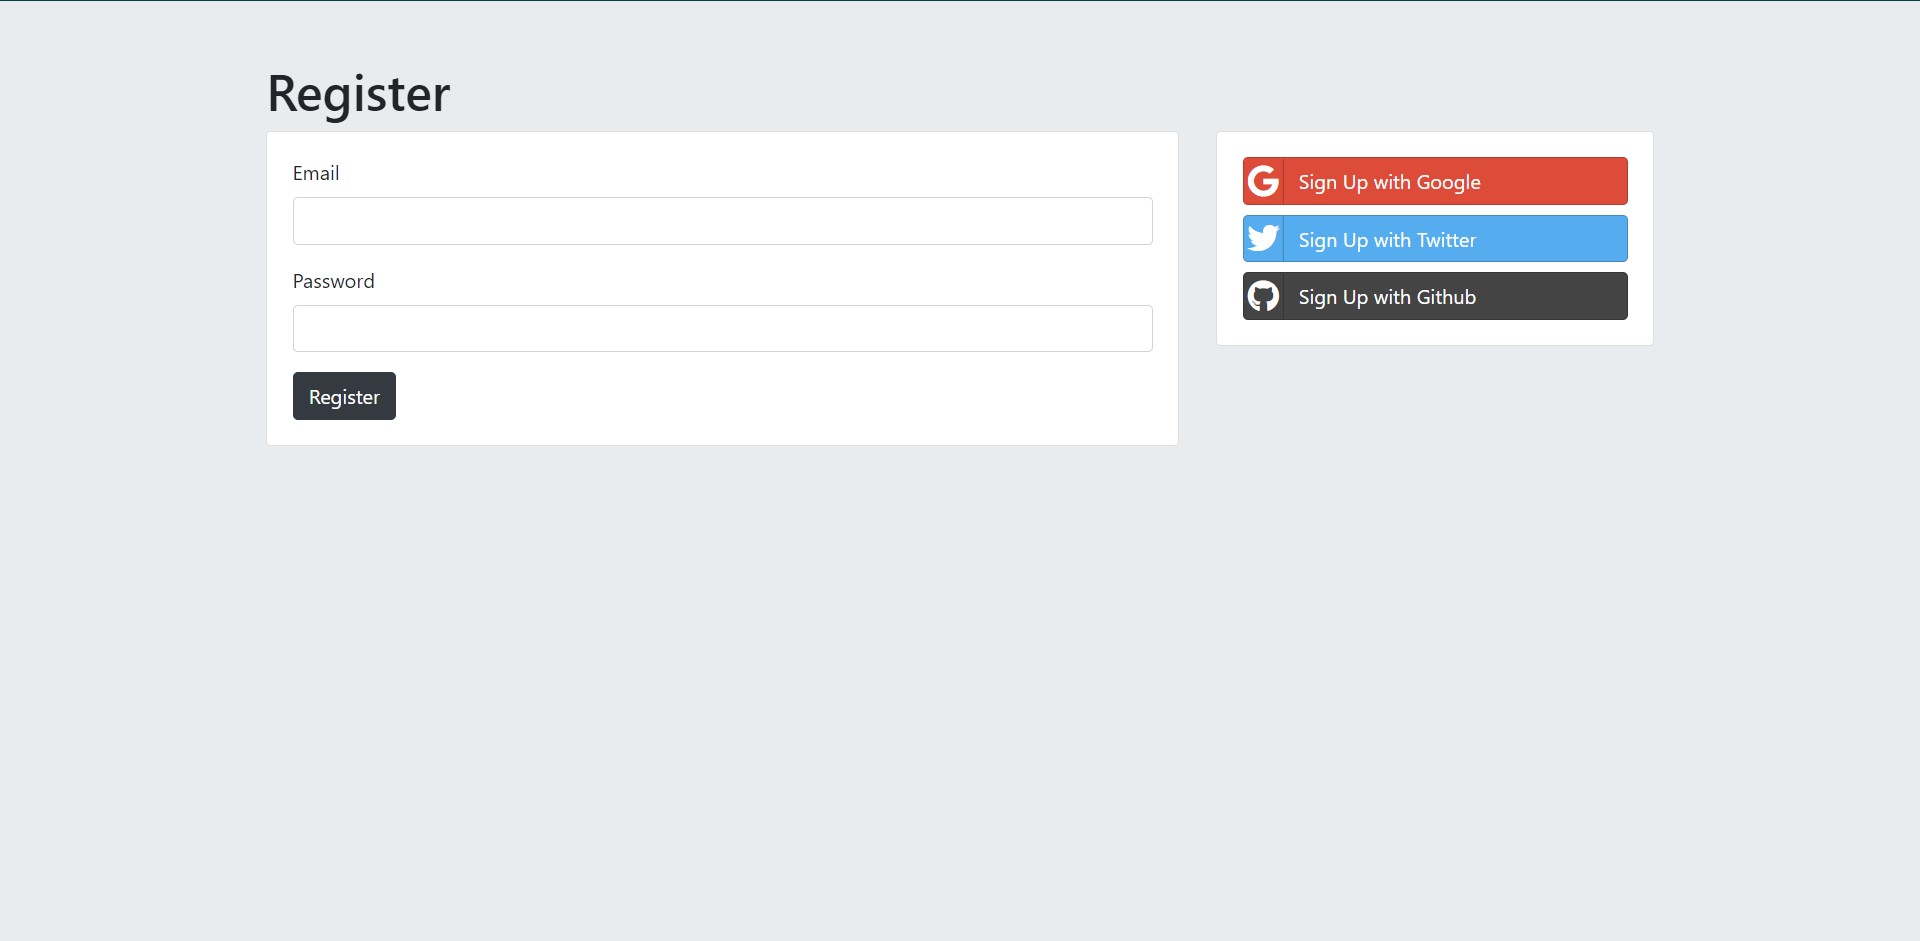 Register
Email
Password
Register
Sign Up with Google
Sign Up with Twitter
Sign Up with Github